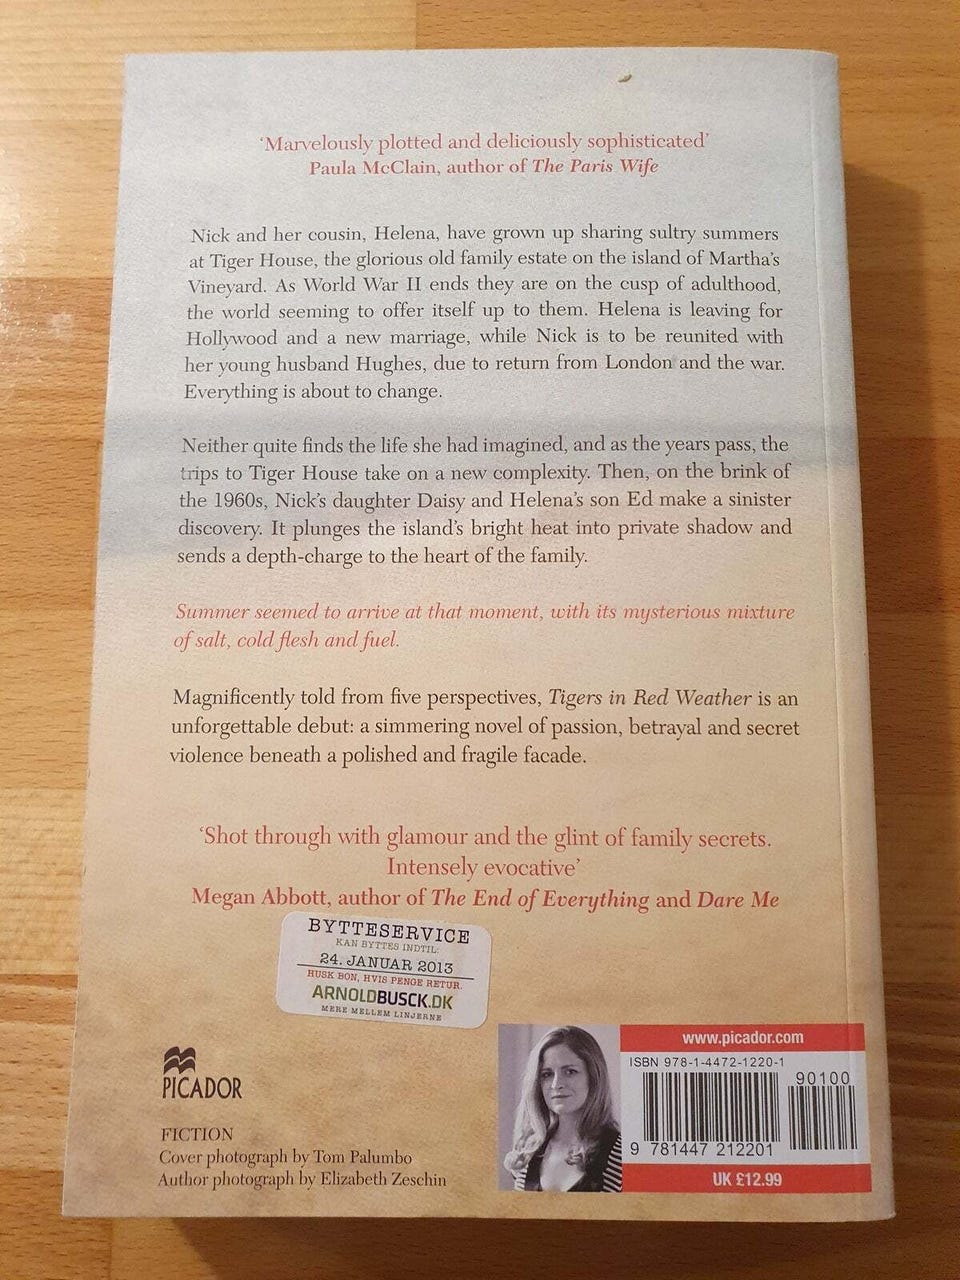 ‘Marvelously plotted and deliciously sophisticated’
Paula McClain, author of The Paris Wife
Nick and her cousin, Helena, have grown up sharing sultry summers
at Tiger House, the glorious old family estate on the island of Martha’s
Vineyard. As World War II ends they are on the cusp of adulthood,
the world seeming to offer itself up to them. Helena is leaving for
Hollywood and a new marriage, while Nick is to be reunited with
her young husband Hughes, due to return from London and the war.
Everything is about to change.
Neither quite finds the life she had imagined, and as the years pass, the
trips to Tiger House take on a new complexity. Then, on the brink of
the 1960s, Nick’s daughter Daisy and Helena’s son Ed make a sinister
discovery. It plunges the island’s bright heat into private shadow and
sends a depth-charge to the heart of the family.
Summer seemed to arrive at that moment, with its mysterious mixture
of salt, cold flesh and fuel.
Magnificently told from five perspectives, Tigers in Red Weather is an
unforgettable debut: a simmering novel of passion, betrayal and secret
violence beneath a polished and fragile facade.
‘Shot through with glamour and the glint of family secrets.
Intensely evocative’
Megan Abbott, author of The End of Everything and Dare Me
BYTTESERVICE
KAN BYTTES INDTIL:
24. JANUAR 2013
HUSK BON, HVIS PENGE RETUR.
ARNOLDBUSCK.DK
MERE MELLEM LINJERNE
PICADOR
FICTION
Cover photograph by Tom Palumbo
Author photograph by Elizabeth Zeschin
www.picador.com
ISBN 978-1-4472-1220-1
90100
9 781447 212201
UK £12.99